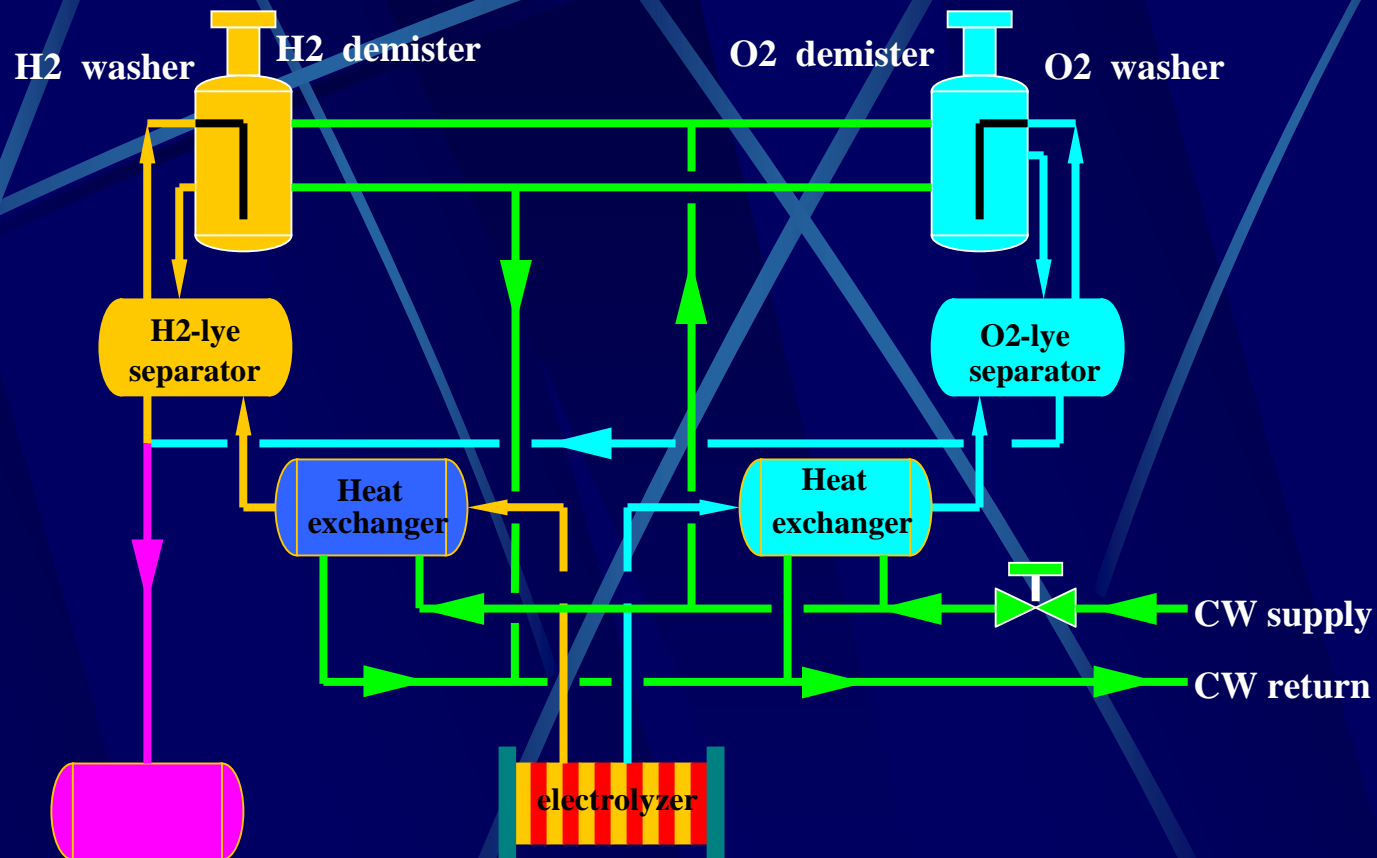 H2 washer
H2 demister
O2 demister
O2 washer
H2-lye
separator
O2-lye
separator
Heat
exchanger
Heat
exchanger
CW supply
CW return
electrolyzer